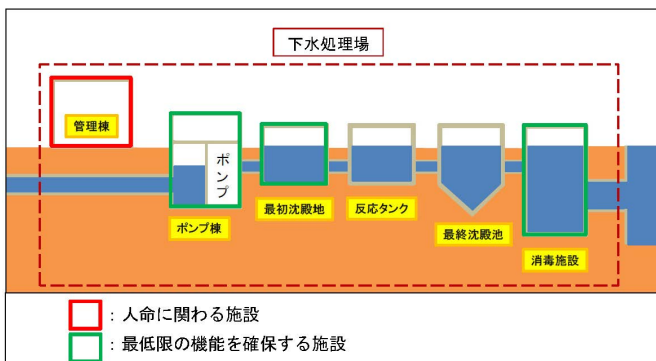 下水処理場
管理棟
ポンプ
ポンプ棟
最初沈殿地
反応タンク
最終沈殿池
消毒施設
：人命に関わる施設
：最低限の機能を確保する施設